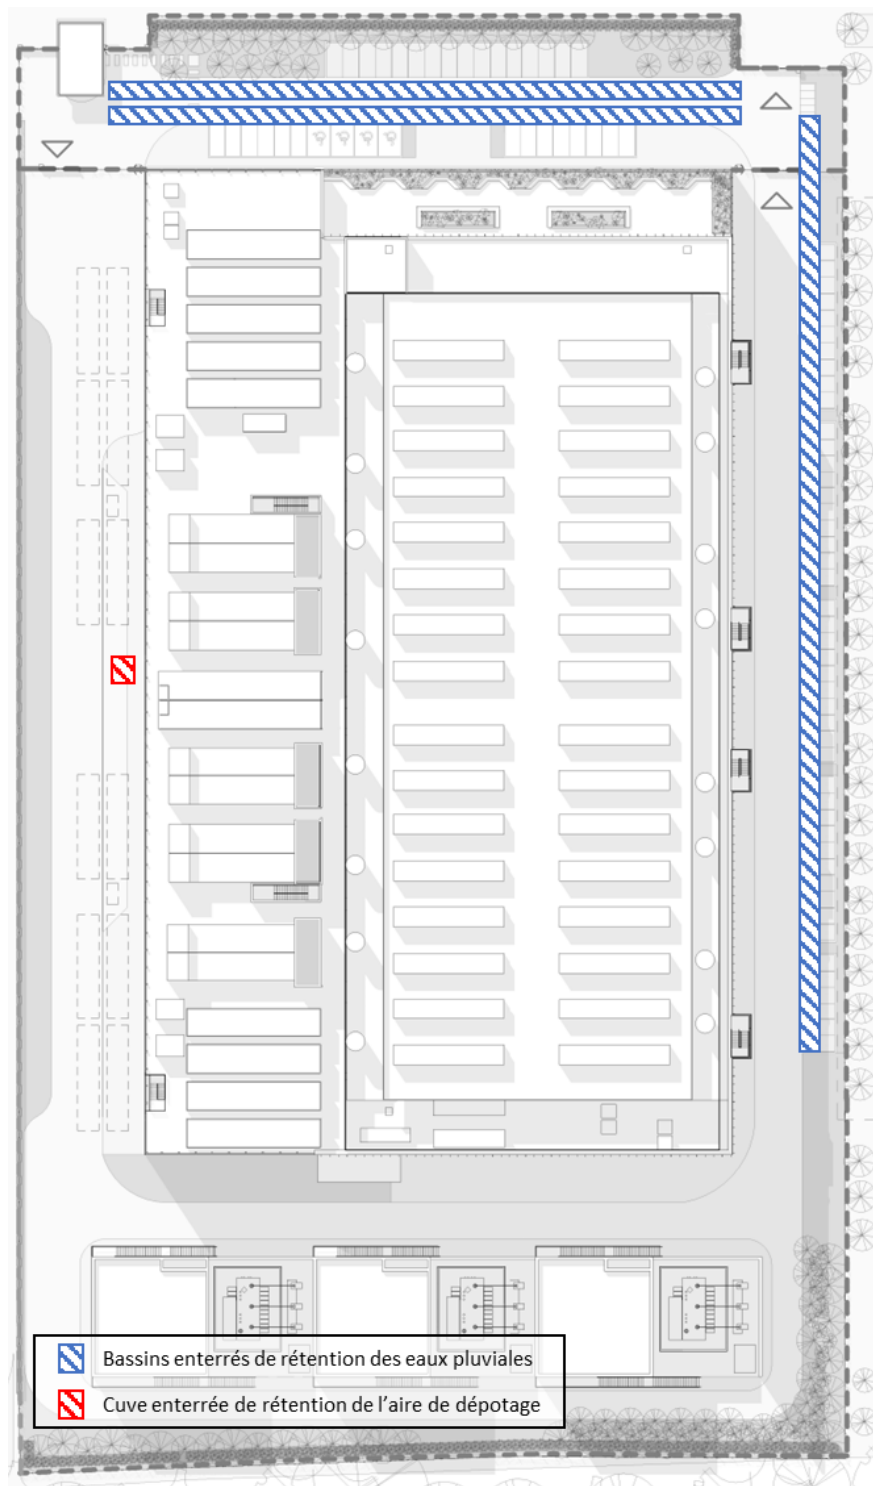 Bassins enterrés de rétention des eaux pluviales
Cuve enterrée de rétention de l'aire de dépotage